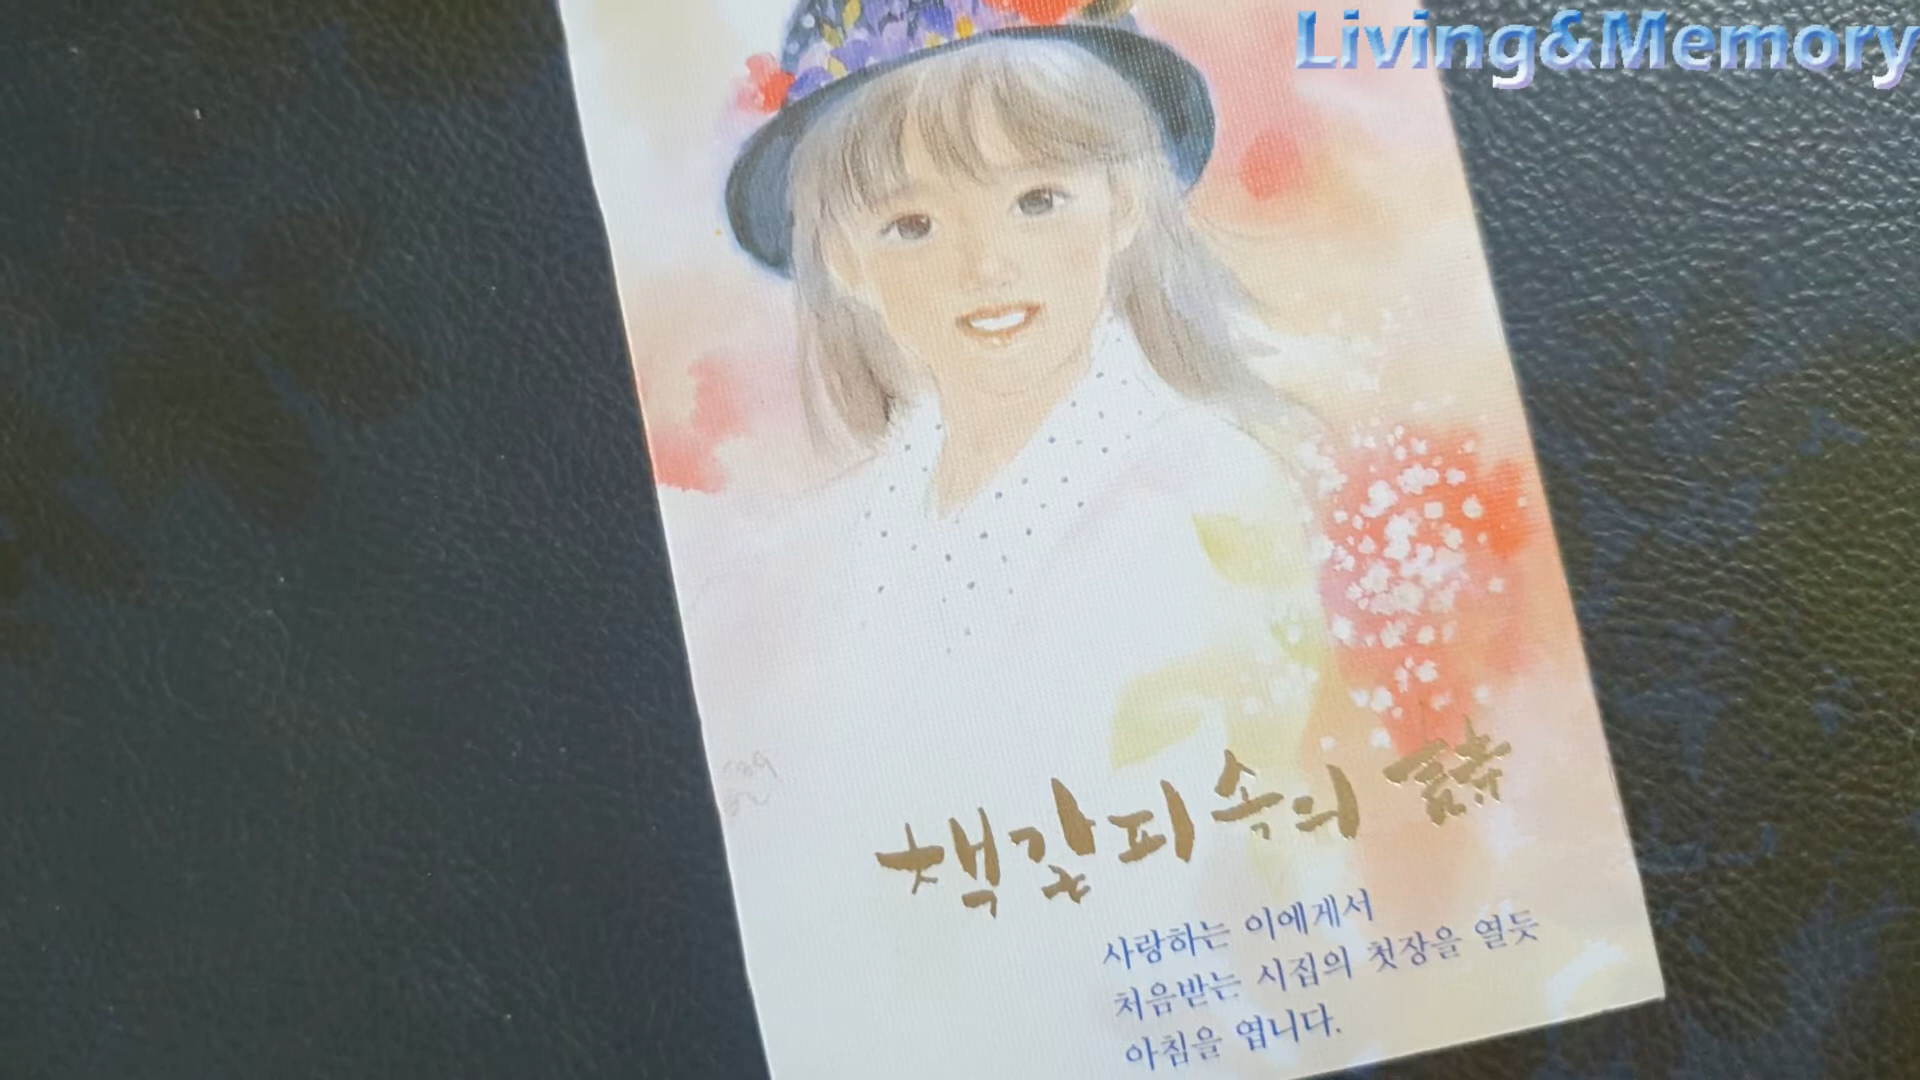 Living&Memory
책갈피 속의 詩
사랑하는 이에게서
처음받는 시집의 첫장을 열듯
아침을 엽니다.